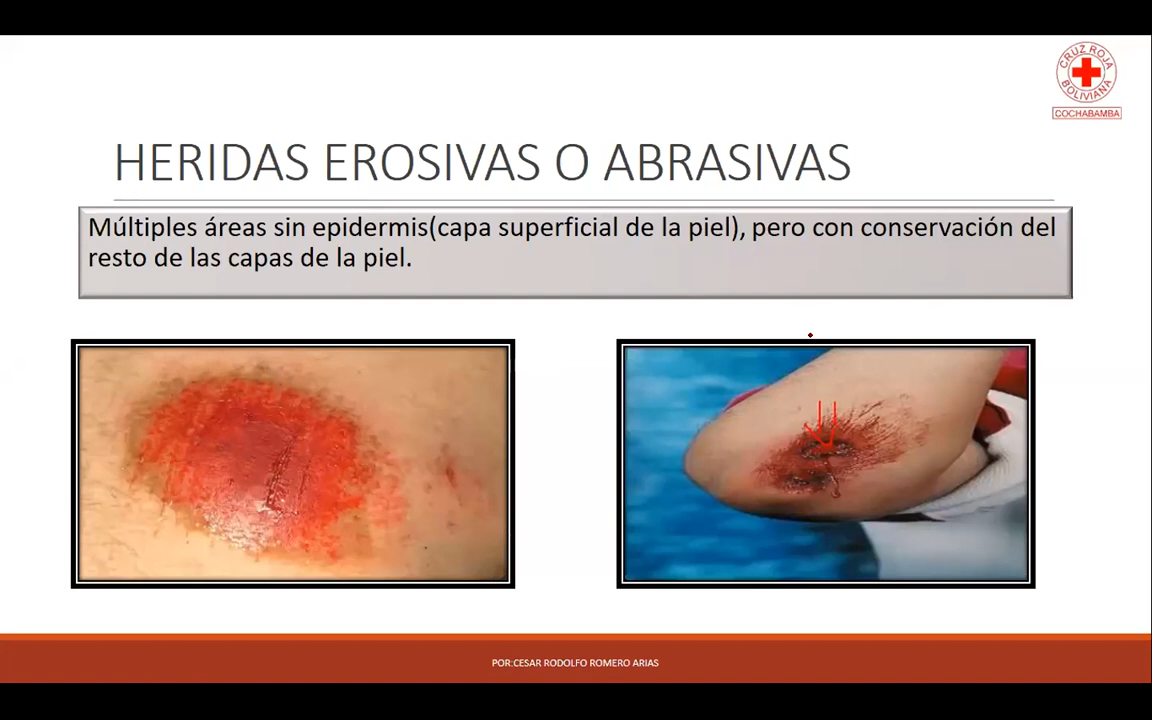 CRUZ ROJA
BOLIVIANA
COCHABAMBA
HERIDAS EROSIVAS O ABRASIVAS
Múltiples áreas sin epidermis(capa superficial de la piel), pero con conservación del
resto de las capas de la piel.
POR:CESAR RODOLFO ROMERO ARIAS